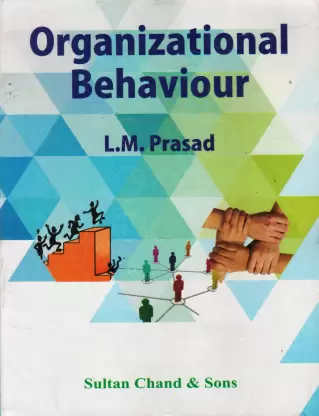 Organizational
Behaviour
L.M. Prasad
Sultan Chand & Sons